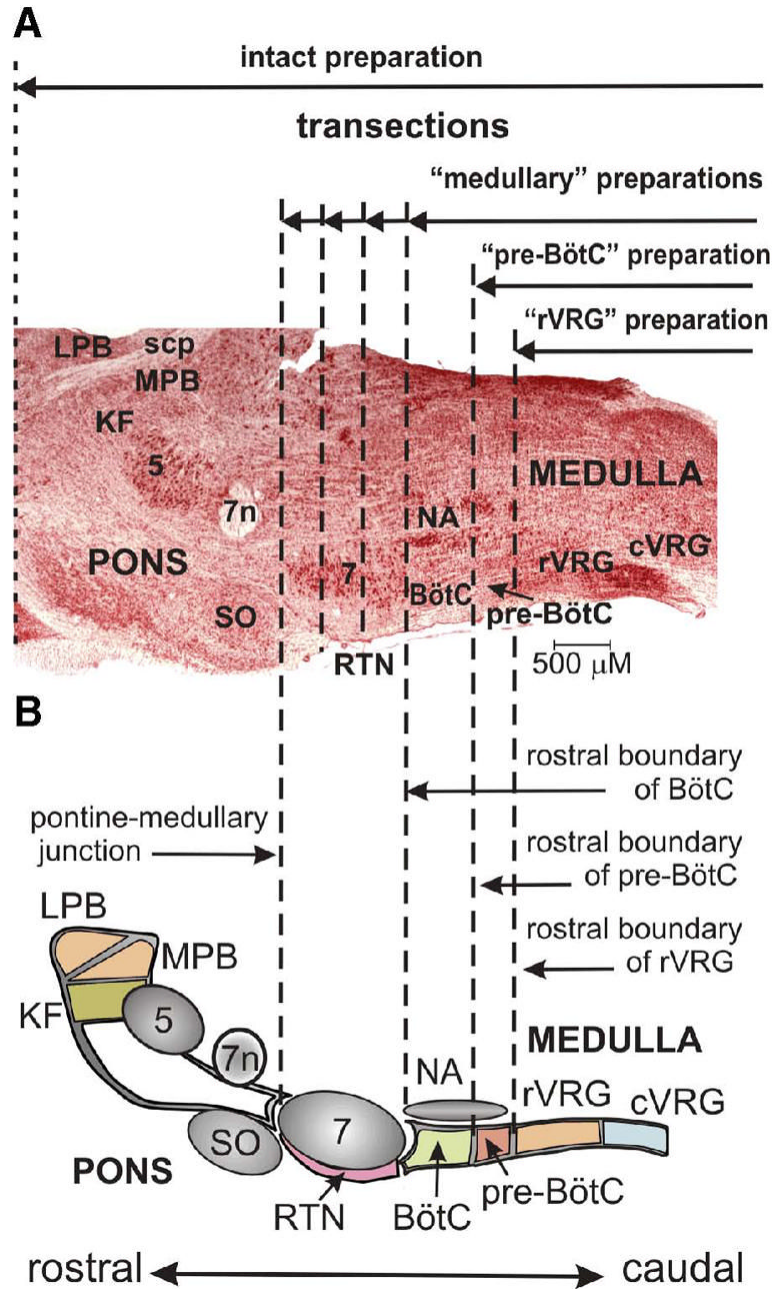 A
intact preparation
transections
“medullary” preparations
“pre-BötC” preparation
“rVRG” preparation
LPB scp
MPB
KF
5
7n
NA
MEDULLA
PONS
rVRG cVRG
7
BötC
SO
pre-BötC
RTN
500 µM
B
rostral boundary
of BötC
pontine-medullary
junction
rostral boundary
of pre-BötC
LPB
rostral boundary
of rVRG
MPB
KF
5
7n
MEDULLA
NA
rVRG cVRG
SO
7
PONS
RTN
BötC
pre-BötC
rostral
caudal